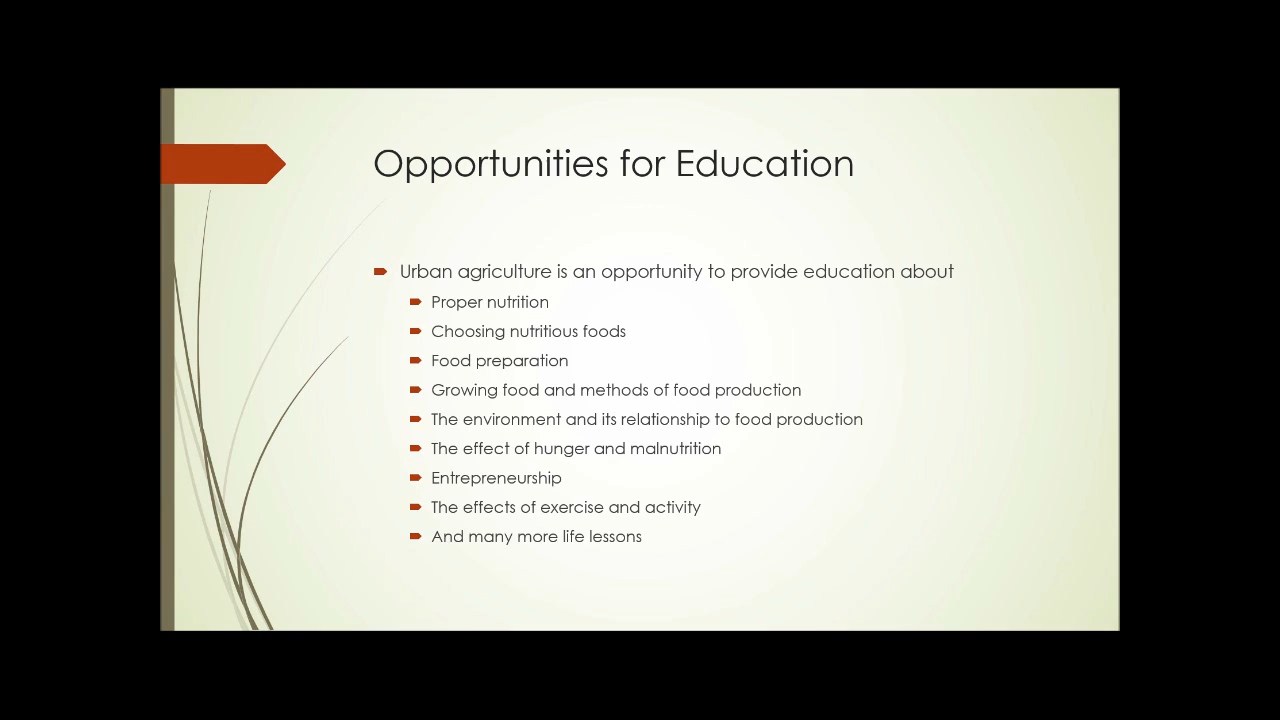 Opportunities for Education
Urban agriculture is an opportunity to provide education about
Proper nutrition
Choosing nutritious foods
Food preparation
Growing food and methods of food production
The environment and its relationship to food production
The effect of hunger and malnutrition
Entrepreneurship
The effects of exercise and activity
And many more life lessons